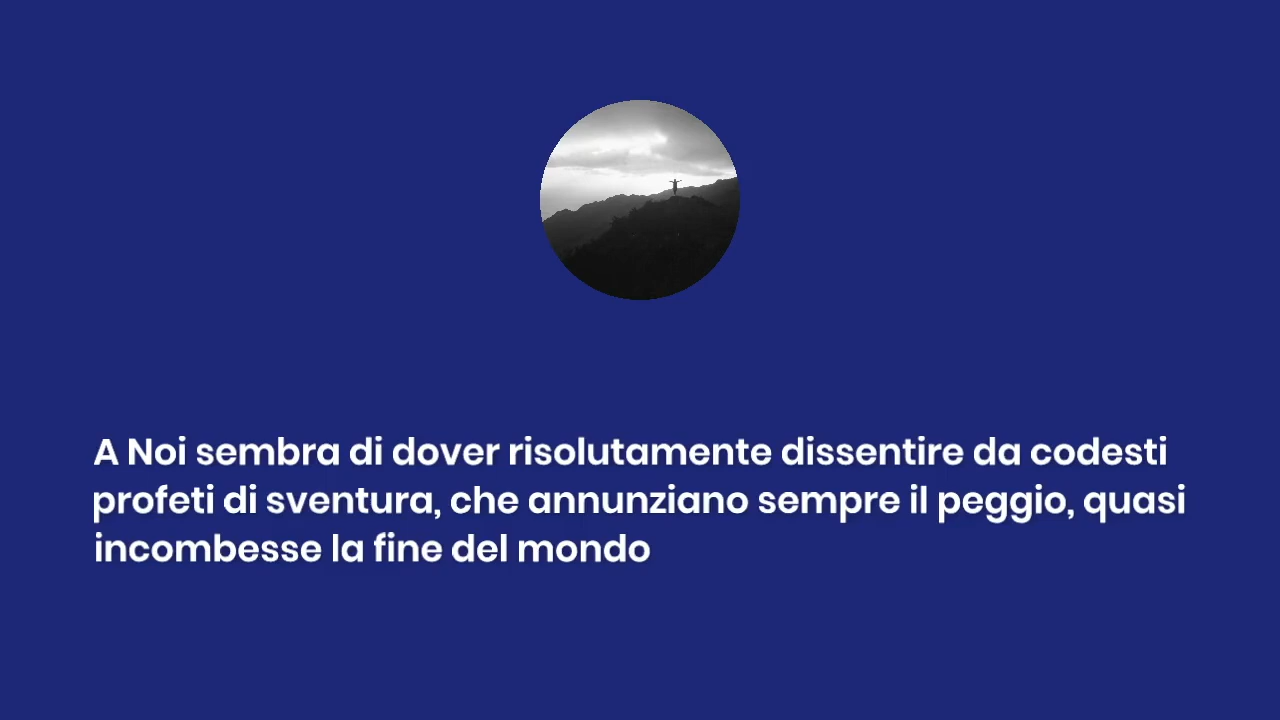 A Noi sembra di dover risolutamente dissentire da codesti
profeti di sventura, che annunziano sempre il peggio, quasi
incombesse la fine del mondo